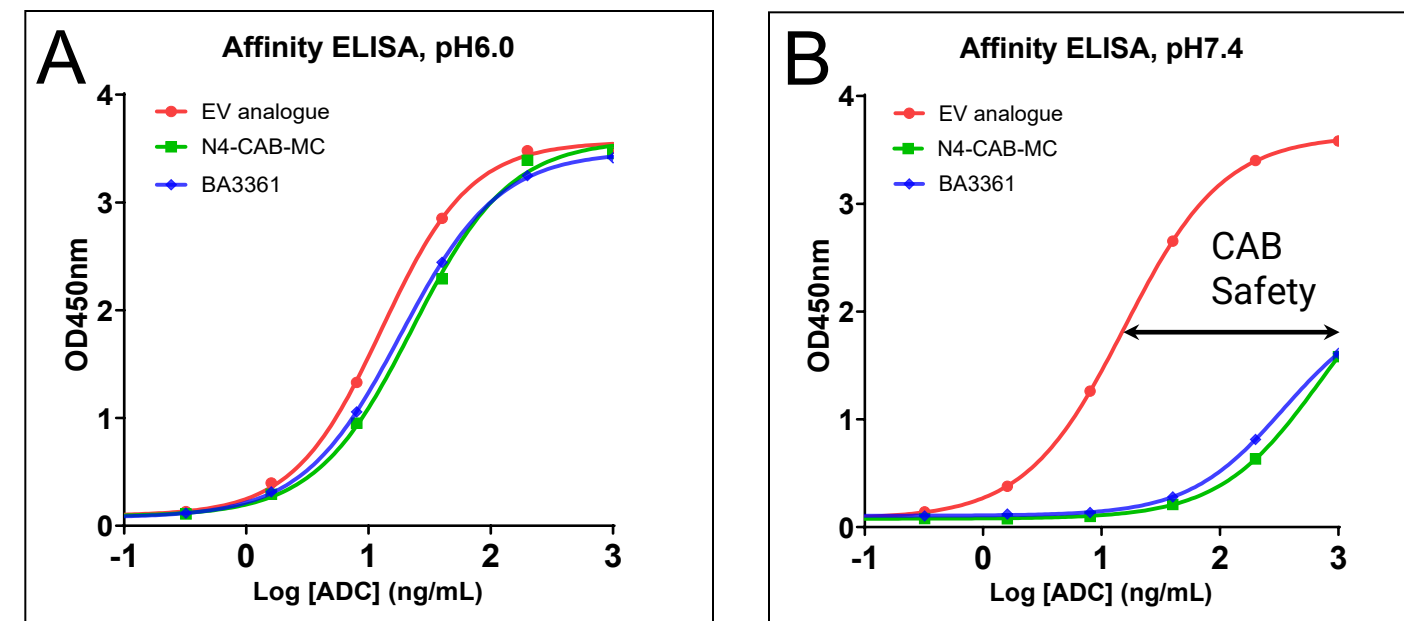 A
Affinity ELISA, pH6.0
EV analogue
N4-CAB-MC
BA3361
OD450nm
4
3
2
1
0
-1 0 1 2 3
Log [ADC] (ng/mL)
B
Affinity ELISA, pH7.4
EV analogue
N4-CAB-MC
BA3361
CAB
Safety
OD450nm
4
3
2
1
0
-1 0 1 2 3
Log [ADC] (ng/mL)